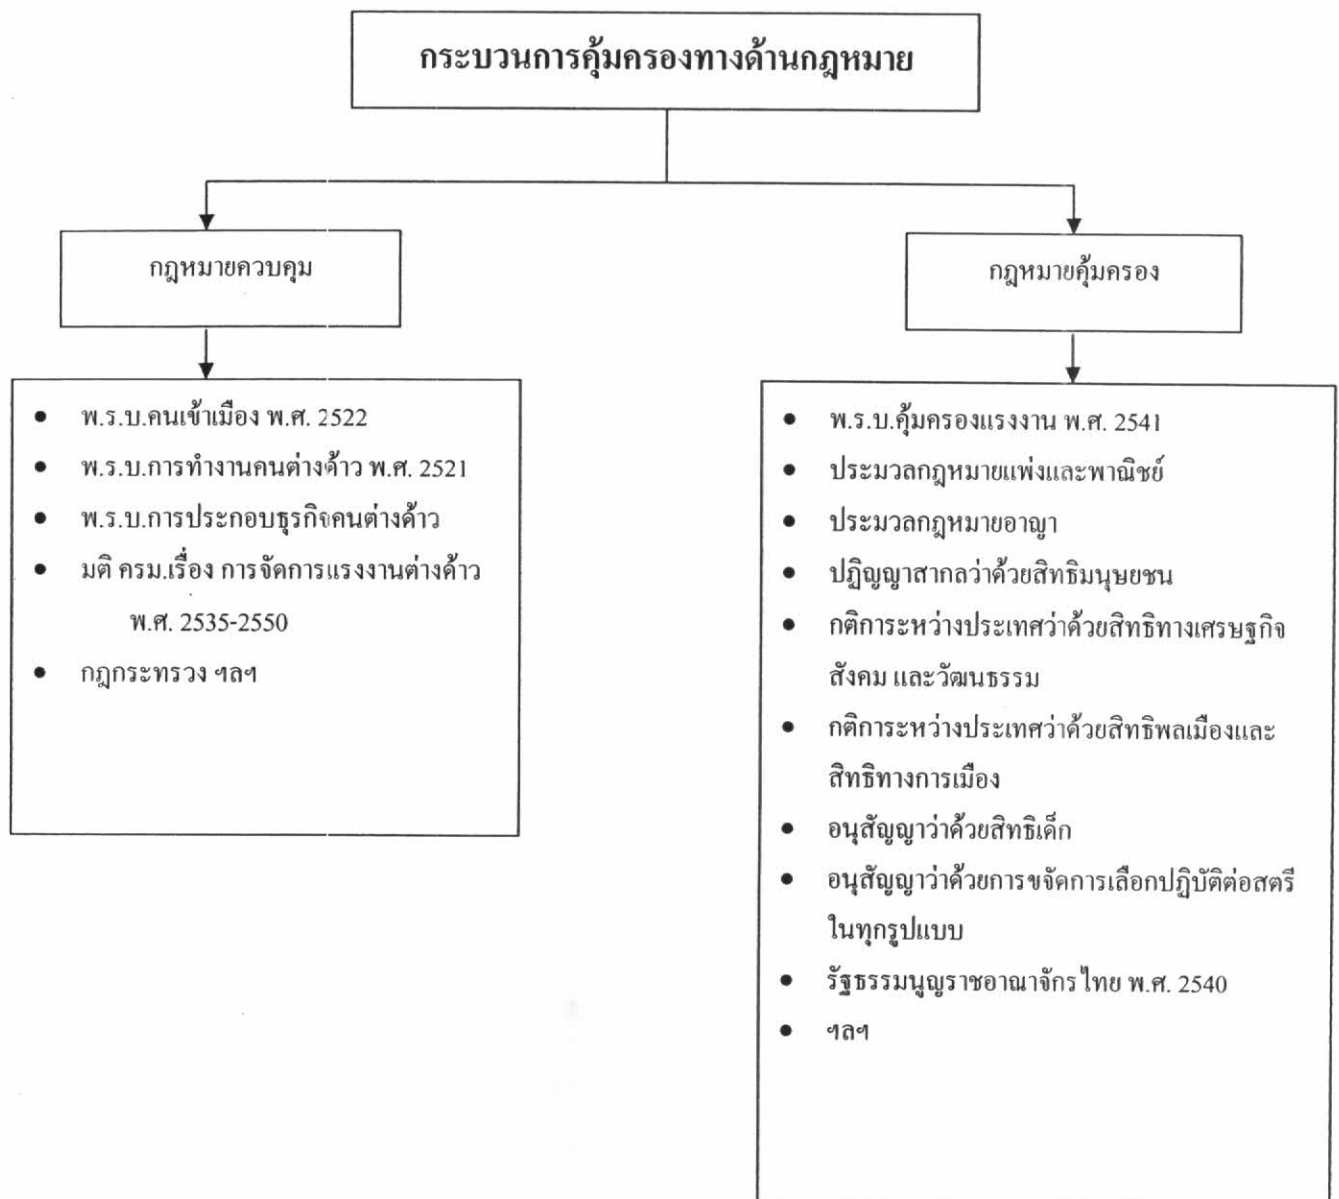 กระบวนการคุ้มครองทางด้านกฎหมาย
กฎหมายควบคุม
• พ.ร.บ.คนเข้าเมือง พ.ศ. 2522
• พ.ร.บ.การทำงานคนต่างด้าว พ.ศ. 2521
• พ.ร.บ.การประกอบธุรกิจคนต่างด้าว
• มติ ครม.เรื่อง การจัดการแรงงานต่างด้าว
พ.ศ. 2535-2550
• กฎกระทรวง ฯลฯ
กฎหมายคุ้มครอง
• พ.ร.บ.คุ้มครองแรงงาน พ.ศ. 2541
• ประมวลกฎหมายแพ่งและพาณิชย์
• ประมวลกฎหมายอาญา
• ปฏิญญาสากลว่าด้วยสิทธิมนุษยชน
• กติการะหว่างประเทศว่าด้วยสิทธิทางเศรษฐกิจ
สังคม และวัฒนธรรม
• กติการะหว่างประเทศว่าด้วยสิทธิพลเมืองและ
สิทธิทางการเมือง
• อนุสัญญาว่าด้วยสิทธิเด็ก
• อนุสัญญาว่าด้วยการขจัดการเลือกปฏิบัติต่อสตรี
ในทุกรูปแบบ
• รัฐธรรมนูญราชอาณาจักรไทย พ.ศ. 2540
• ฯลฯ